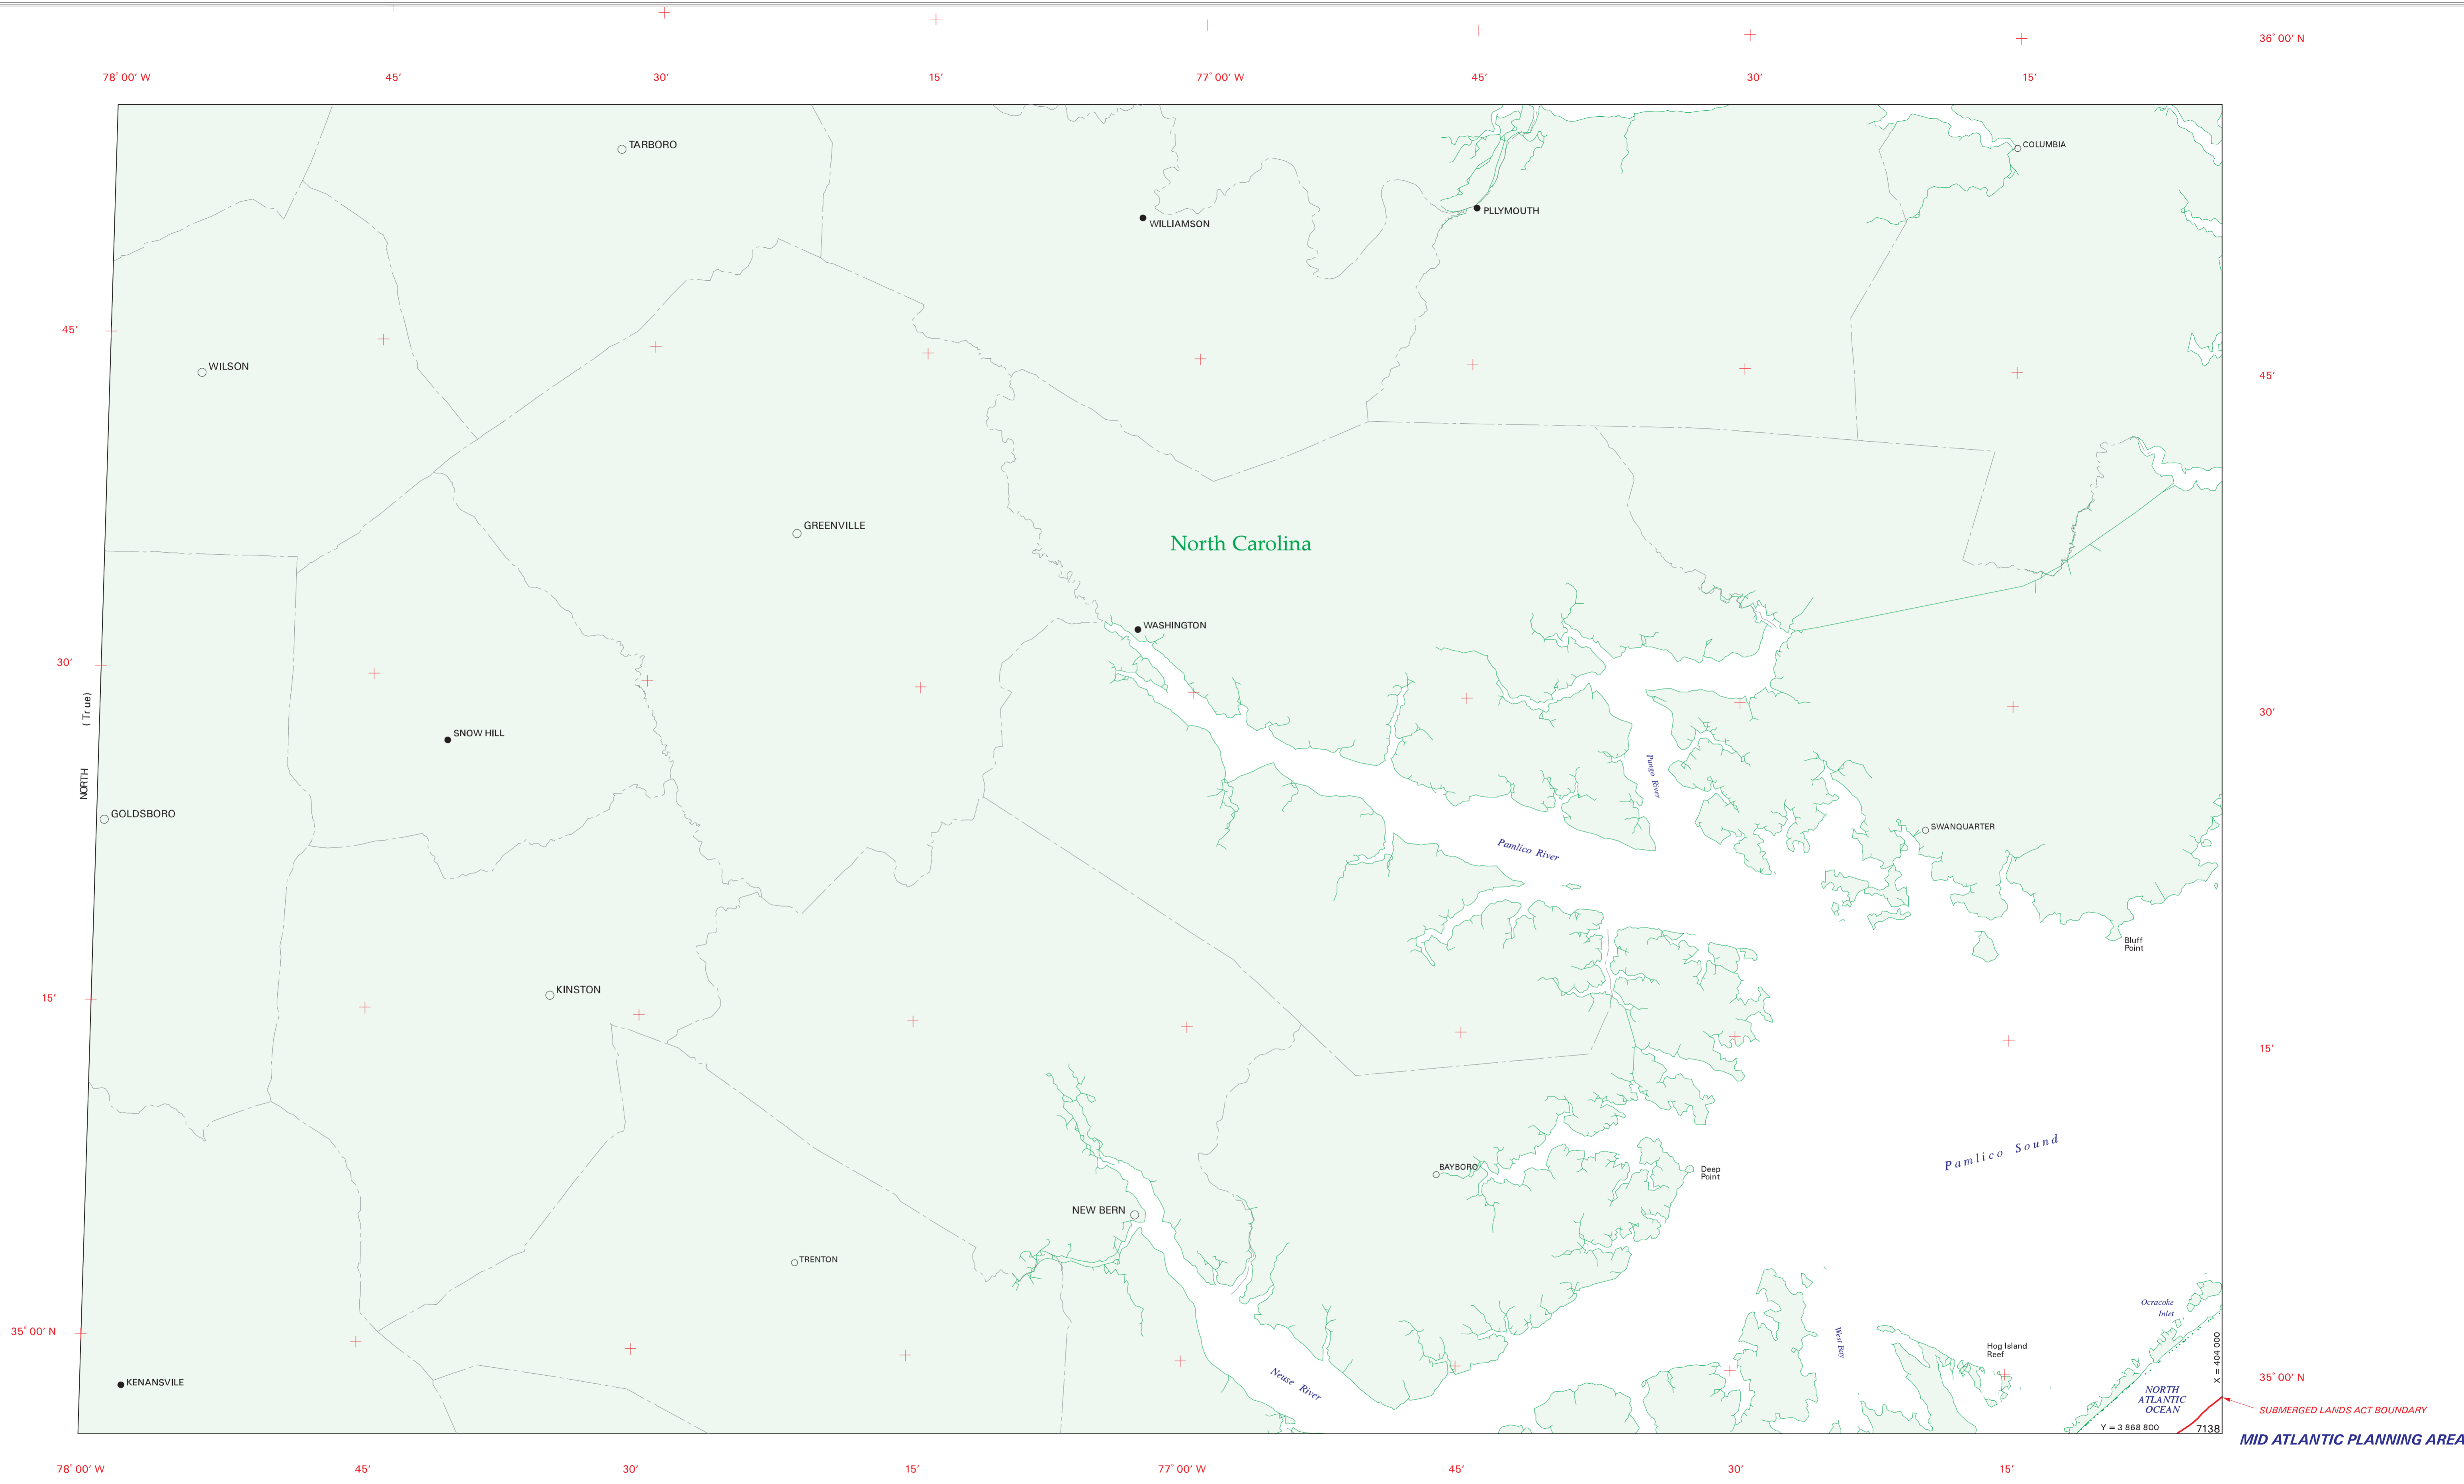 36° 00' N
78° 00' W
45'
30'
15'
77° 00' W
45'
30'
15'
TARBORO
COLUMBIA
WILLIAMSON
PLLYMOUTH
45'
WILSON
45'
GREENVILLE
North Carolina
WASHINGTON
30'
NORTH (True)
30'
SNOW HILL
Pungo River
GOLDSBORO
SWANQUARTER
Pamlico River
Bluff
Point
KINSTON
15'
15'
Pamlico Sound
BAYBORO
Deep
Point
NEW BERN
TRENTON
Ocracoke
Inlet
35° 00' N
West Bay
Hog Island
Reef
X = 404 000
35° 00' N
KENANSVILE
Neuse River
NORTH
ATLANTIC
OCEAN
SUBMERGED LANDS ACT BOUNDARY
Y = 3 868 800
7138
MID ATLANTIC PLANNING AREA
78° 00' W
45'
30'
15'
77° 00' W
45'
30'
15'